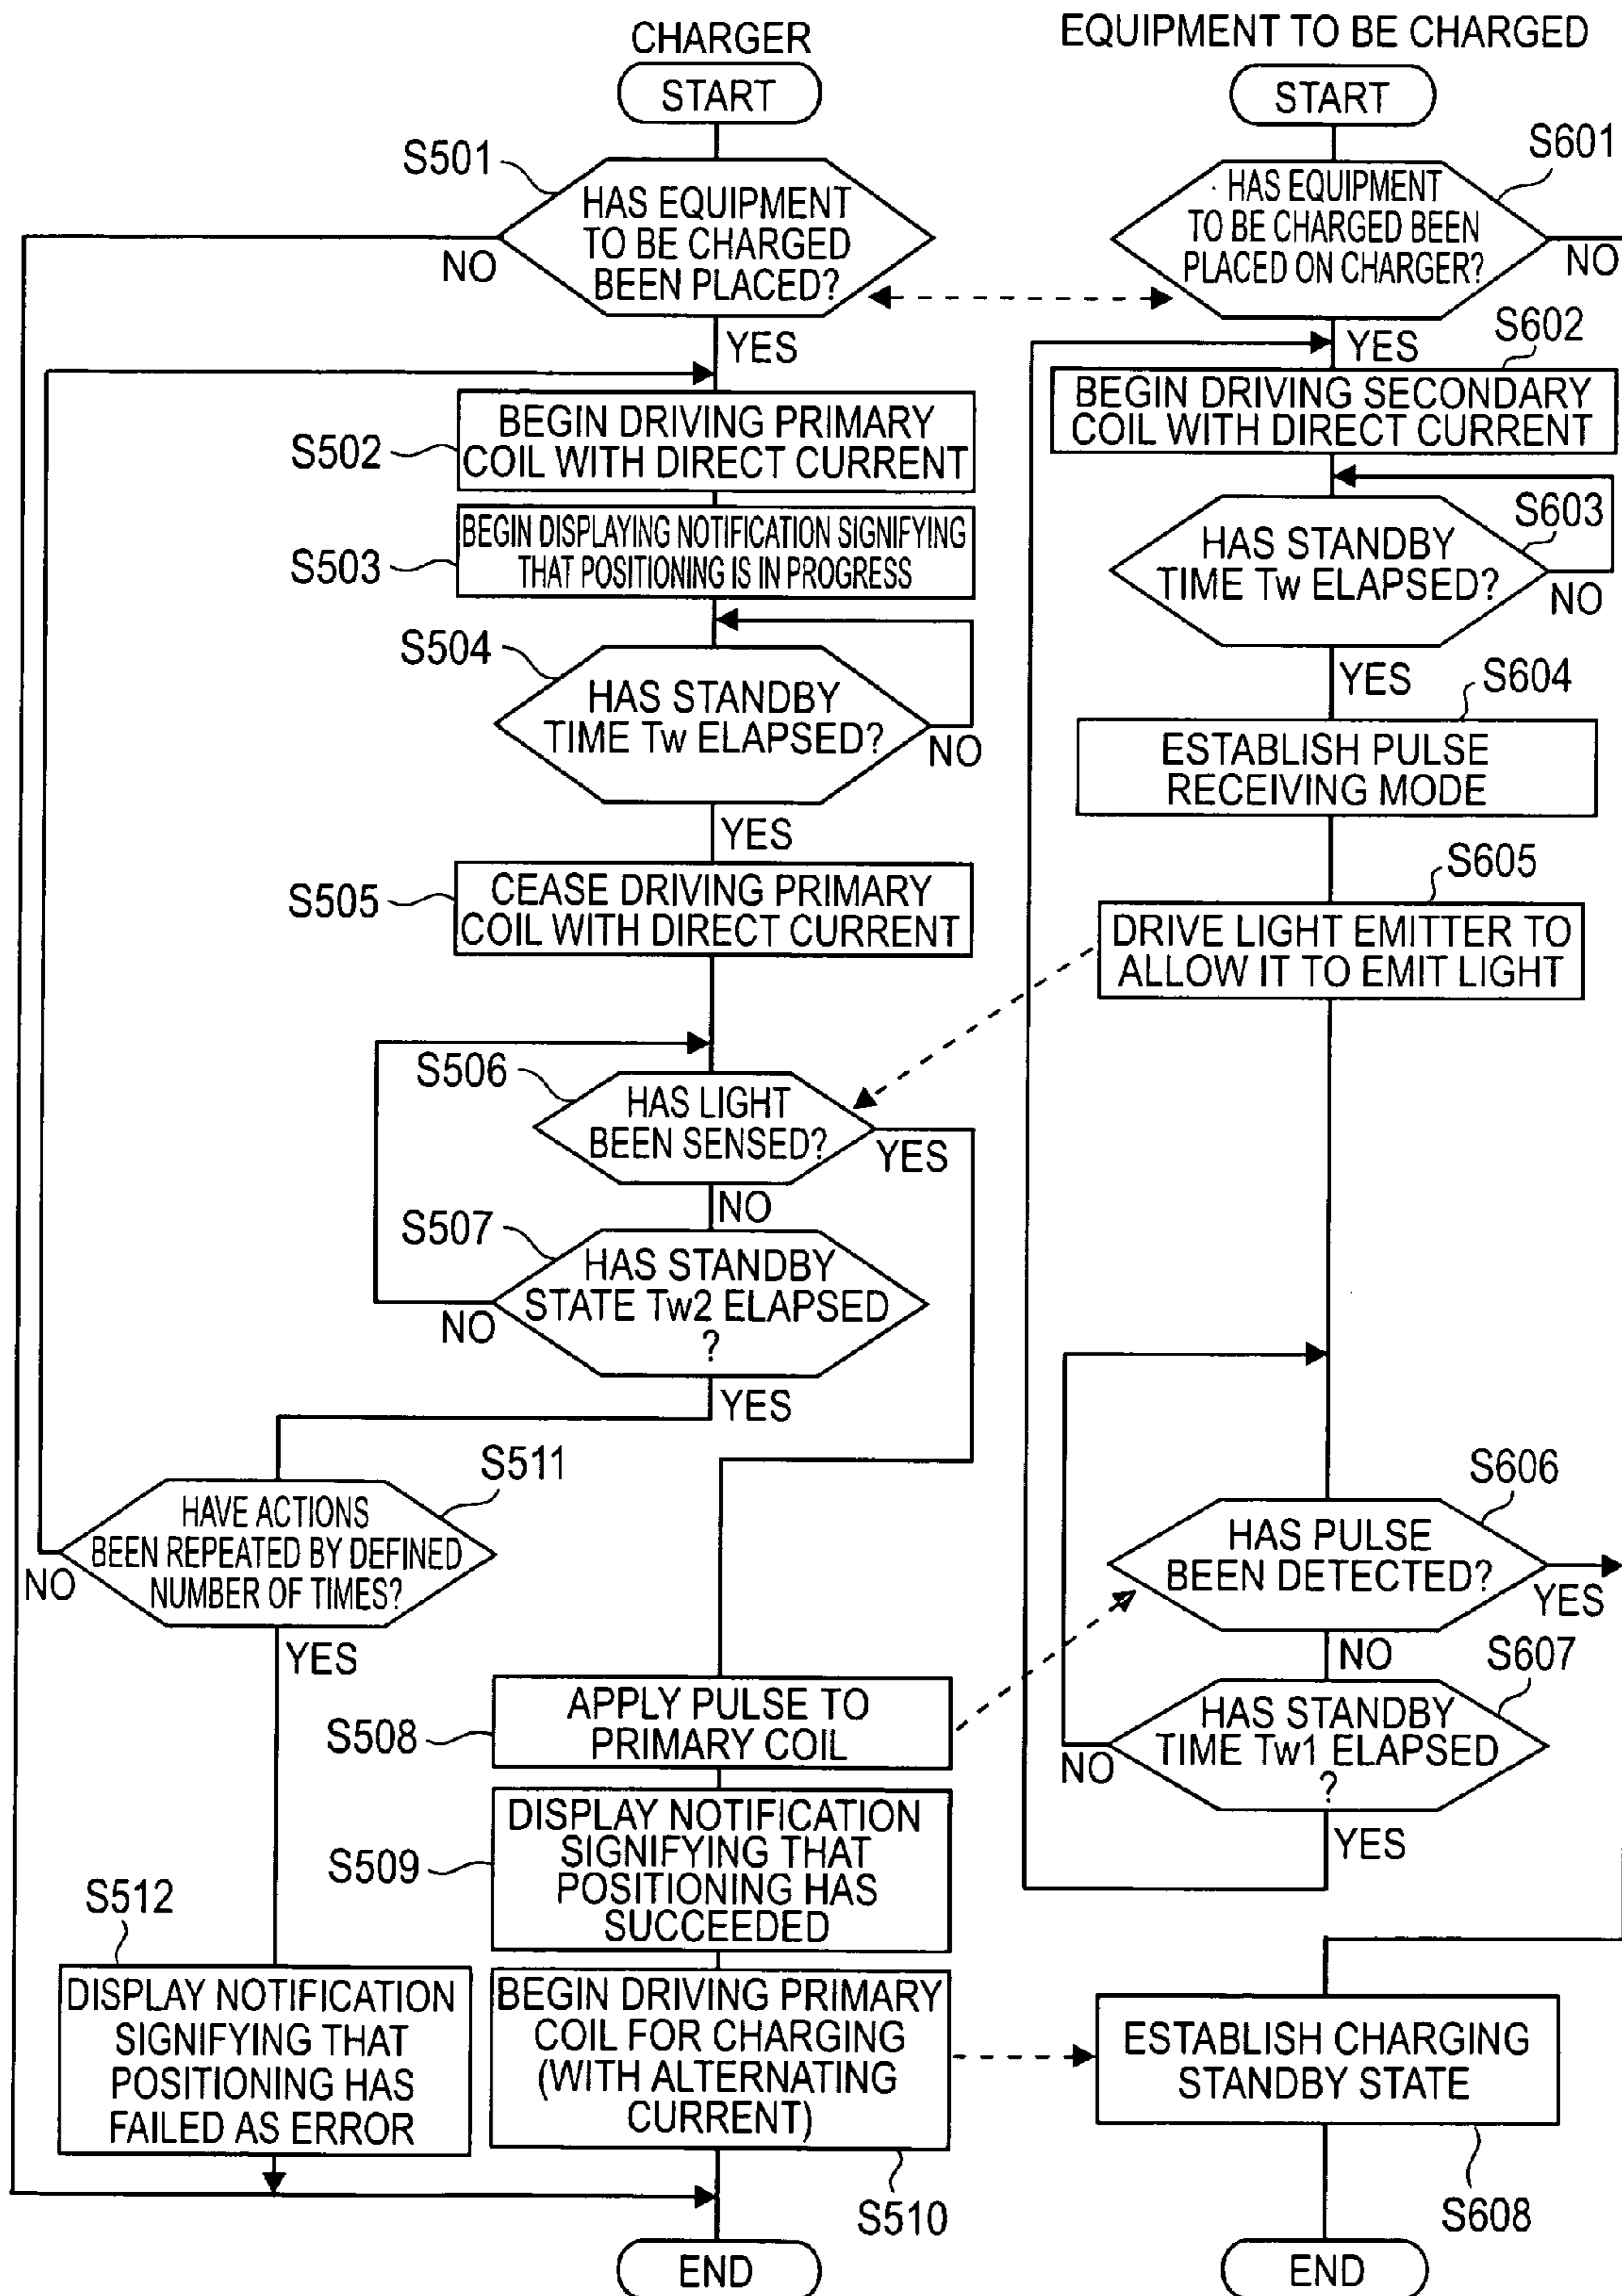 CHARGER
START
S501
HAS EQUIPMENT
TO BE CHARGED
BEEN PLACED?
NO
YES
S502
BEGIN DRIVING PRIMARY
COIL WITH DIRECT CURRENT
S503
BEGIN DISPLAYING NOTIFICATION SIGNIFYING
THAT POSITIONING IS IN PROGRESS
S504
HAS STANDBY
TIME Tw ELAPSED?
NO
YES
S505
CEASE DRIVING PRIMARY
COIL WITH DIRECT CURRENT
S506
HAS LIGHT
BEEN SENSED?
YES
NO
S507
HAS STANDBY
STATE Tw2 ELAPSED
?
NO
YES
S511
HAVE ACTIONS
BEEN REPEATED BY DEFINED
NUMBER OF TIMES?
NO
YES
S508
APPLY PULSE TO
PRIMARY COIL
S509
DISPLAY NOTIFICATION
SIGNIFYING THAT
POSITIONING HAS
SUCCEEDED
S512
DISPLAY NOTIFICATION
SIGNIFYING THAT
POSITIONING HAS
FAILED AS ERROR
BEGIN DRIVING PRIMARY
COIL FOR CHARGING
(WITH ALTERNATING
CURRENT)
S510
END
EQUIPMENT TO BE CHARGED
START
S601
HAS EQUIPMENT
TO BE CHARGED BEEN
PLACED ON CHARGER?
NO
YES
S602
BEGIN DRIVING SECONDARY
COIL WITH DIRECT CURRENT
S603
HAS STANDBY
TIME Tw ELAPSED?
NO
YES
S604
ESTABLISH PULSE
RECEIVING MODE
S605
DRIVE LIGHT EMITTER TO
ALLOW IT TO EMIT LIGHT
S606
HAS PULSE
BEEN DETECTED?
YES
NO
S607
HAS STANDBY
TIME Tw1 ELAPSED
?
NO
YES
ESTABLISH CHARGING
STANDBY STATE
S608
END